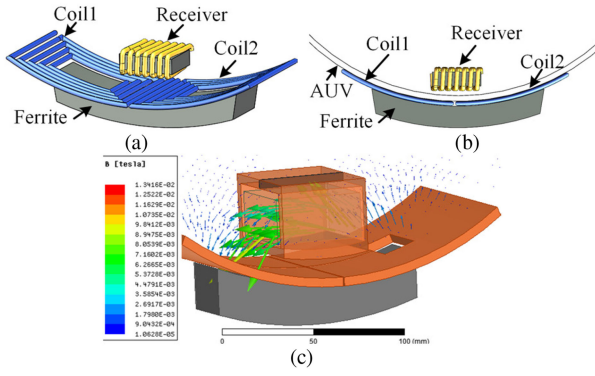 Coil1
Receiver
Coil2
Ferrite
(a)
Receiver
Coil1
Coil2
AUV
Ferrite
(b)
B [tesla]
1.3416E-02
1.2522E-02
1.1629E-02
1.0735E-02
9.8412E-03
8.9475E-03
8.0539E-03
7.1602E-03
6.2665E-03
5.3728E-03
4.4791E-03
3.5854E-03
2.6917E-03
1.7980E-03
9.0432E-04
1.0628E-05
0
50
100 (mm)
(c)